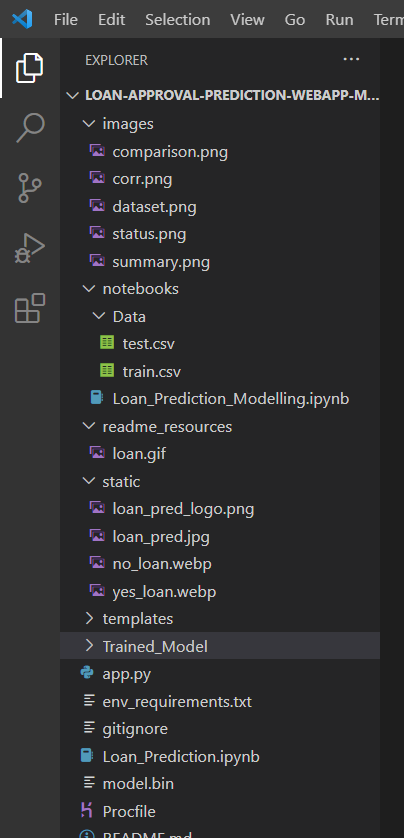 File Edit Selection View Go Run Term
EXPLORER
LOAN-APPROVAL-PREDICTION-WEBAPP-M...
images
comparison.png
corr.png
dataset.png
status.png
summary.png
notebooks
Data
test.csv
train.csv
Loan_Prediction_Modelling.ipynb
readme_resources
loan.gif
static
loan_pred_logo.png
loan_pred.jpg
no_loan.webp
yes_loan.webp
templates
Trained_Model
app.py
env_requirements.txt
gitignore
Loan_Prediction.ipynb
model.bin
Procfile
README.md